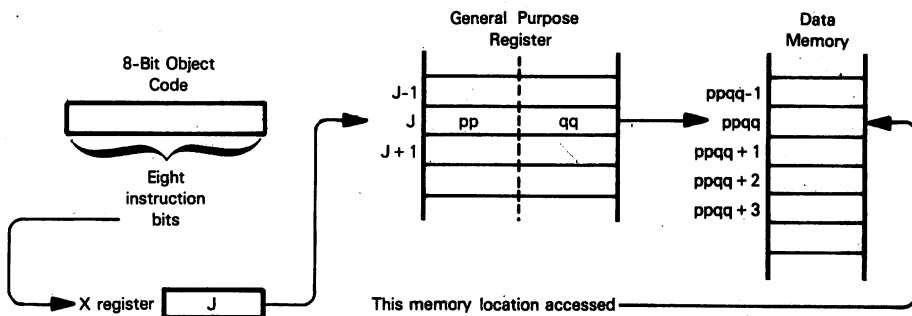 8-Bit Object
Code
Eight
instruction
bits
X register
J
General Purpose
Register
J-1
J
pp
qq
J + 1
Data
Memory
ppqq-1
ppqq
ppqq + 1
ppqq + 2
ppqq + 3
This memory location accessed